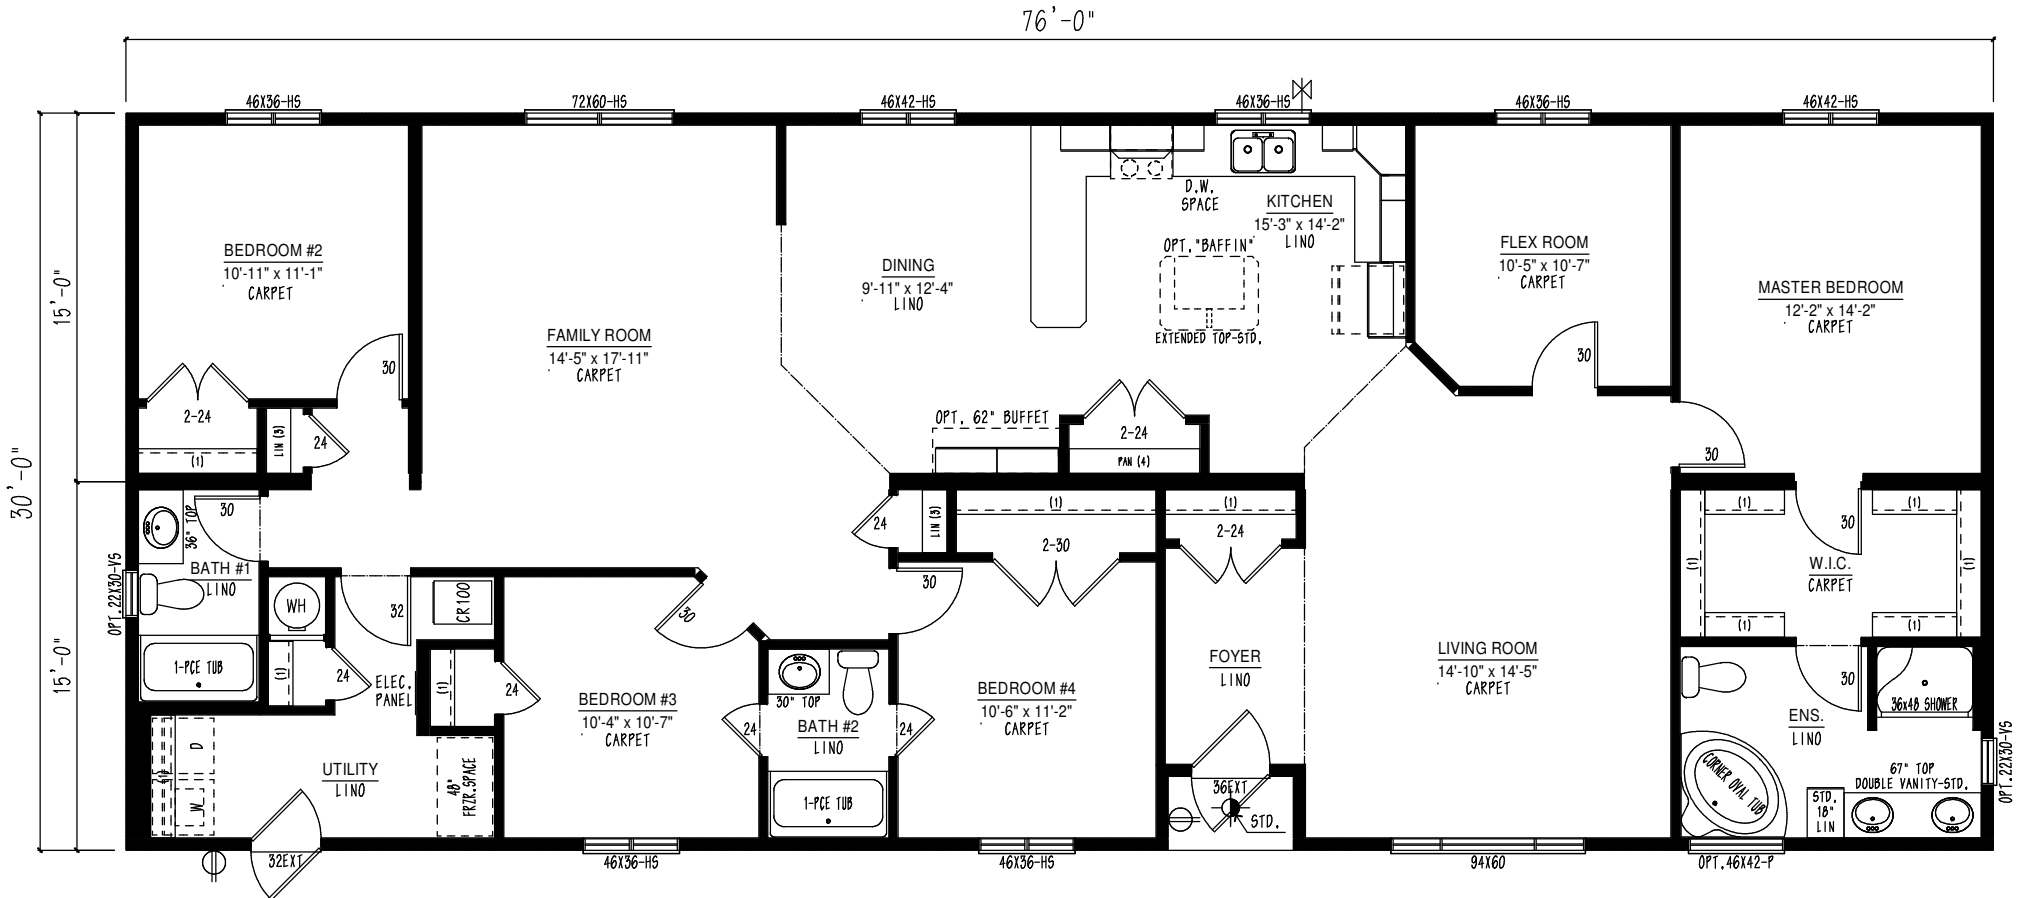 76'-0"
46X36-HS
72X60-HS
46X42-HS
46X36-HS
46X36-HS
46X42-HS
30'-0"
15'-0"
15'-0"
BEDROOM #2
10'-11" x 11'-1"
CARPET
30
2-24
(1)
LIN (3)
24
FAMILY ROOM
14'-5" x 17'-11"
CARPET
DINING
9'-11" x 12'-4"
LINO
OPT. 62" BUFFET
D.W.
SPACE
KITCHEN
15'-3" x 14'-2"
LINO
OPT."BAFFIN"
EXTENDED TOP-STD.
2-24
PAN (4)
FLEX ROOM
10'-5" x 10'-7"
CARPET
30
MASTER BEDROOM
12'-2" x 14'-2"
CARPET
30
30
36" TOP
BATH #1
LINO
OPT.22X30-VS
1-PCE TUB
WH
32
CR100
(1)
24
ELEC.
PANEL
(1)
24
D
W
(1)
UTILITY
LINO
48"
FRZR.SPACE
32EXT
30
BEDROOM #3
10'-4" x 10'-7"
CARPET
46X36-HS
24
30" TOP
BATH #2
LINO
1-PCE TUB
24
24
LIN (3)
30
(1)
2-30
BEDROOM #4
10'-6" x 11'-2"
CARPET
46X36-HS
(1)
2-24
FOYER
LINO
36EXT
STD.
LIVING ROOM
14'-10" x 14'-5"
CARPET
94X60
(1)
(1)
30
(1)
(1)
W.I.C.
CARPET
(1)
(1)
30
36x48 SHOWER
ENS.
LINO
CORNER OVAL TUB
67" TOP
DOUBLE VANITY-STD.
STD.
18"
LIN
OPT.22X30-VS
OPT.46X42-P